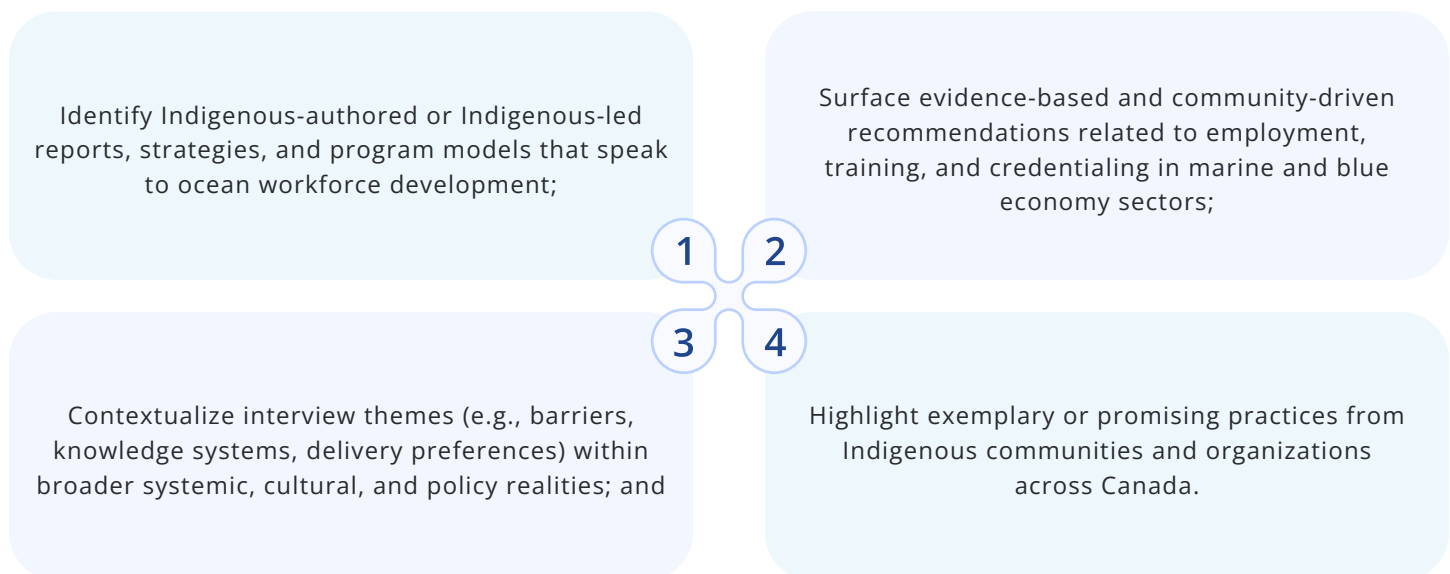 Identify Indigenous-authored or Indigenous-led
reports, strategies, and program models that speak
to ocean workforce development;
1
Surface evidence-based and community-driven
recommendations related to employment,
training, and credentialing in marine and blue
economy sectors;
2
3
Contextualize interview themes (e.g., barriers,
knowledge systems, delivery preferences) within
broader systemic, cultural, and policy realities; and
4
Highlight exemplary or promising practices from
Indigenous communities and organizations
across Canada.